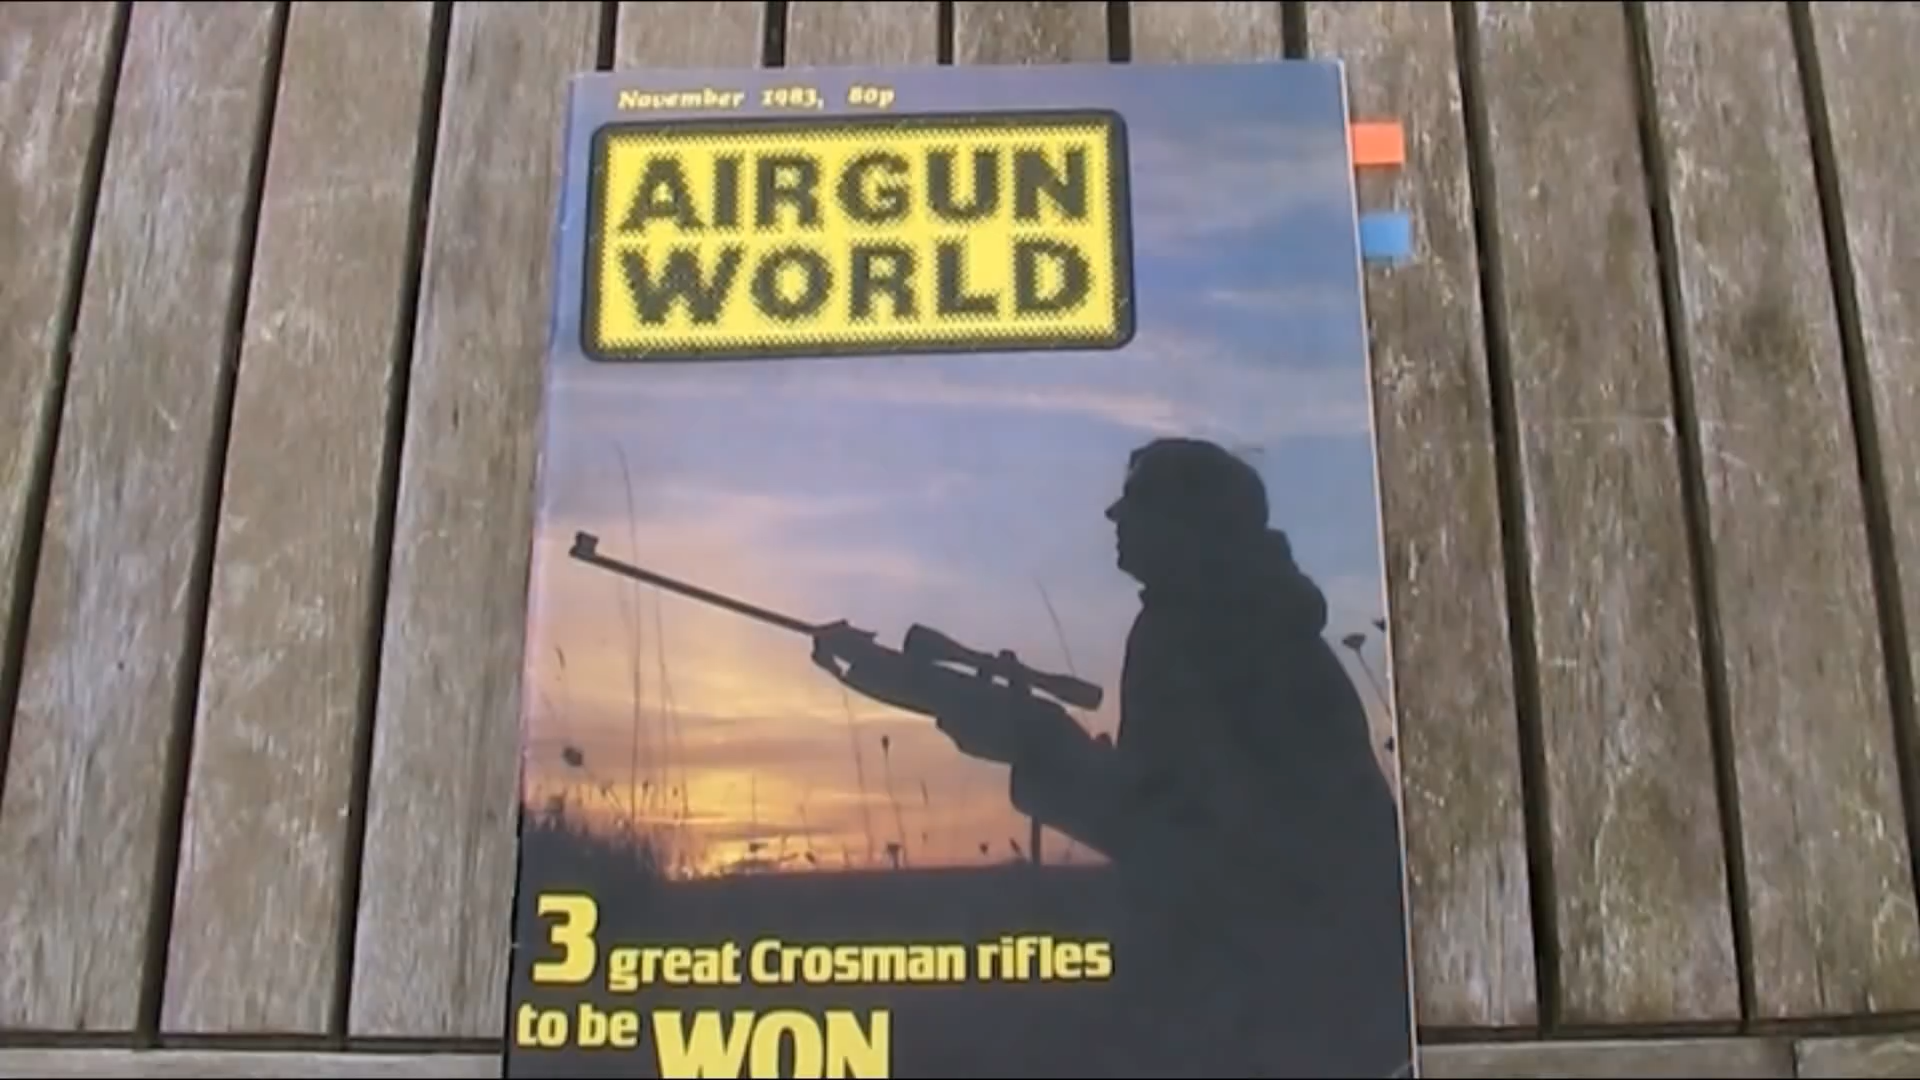 November 1983, 80p
AIRGUN
WORLD
3 great Crosman rifles
to be WON